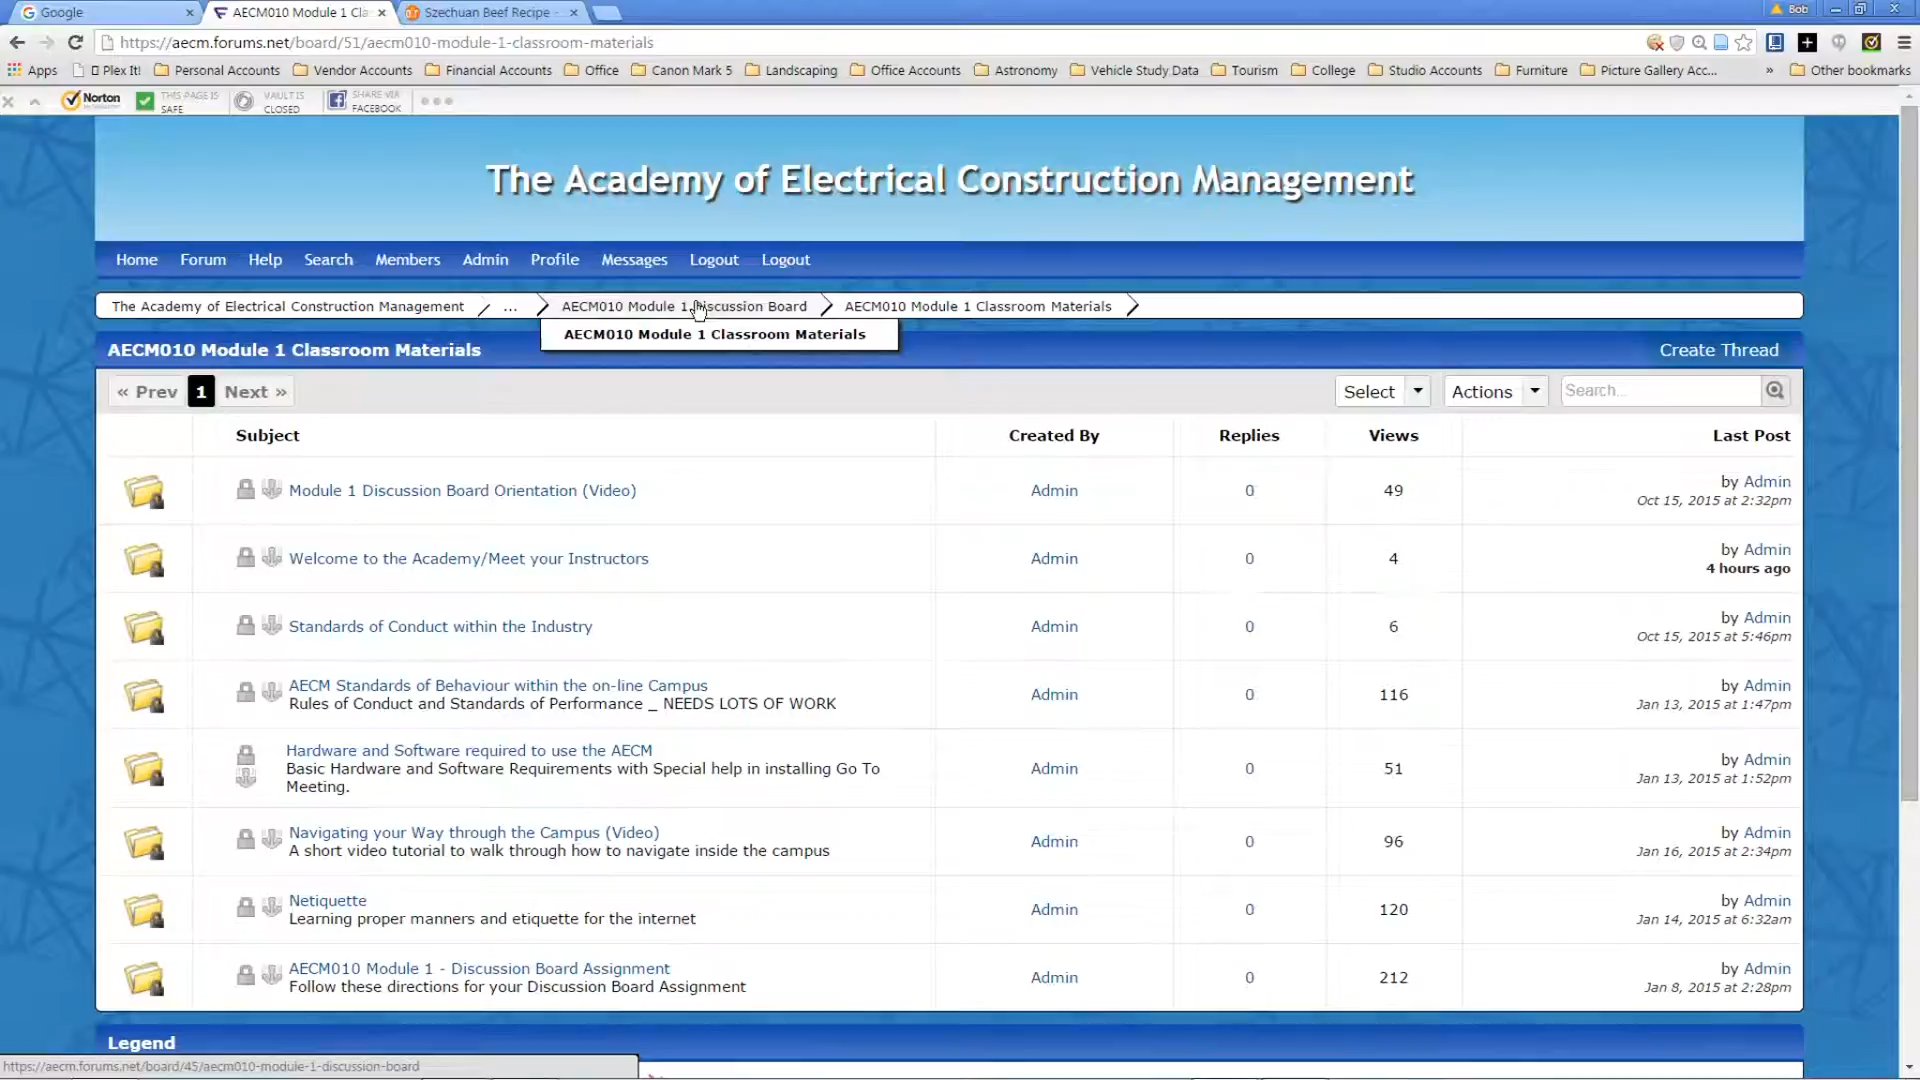 Google
AECM010 Module 1 Cla
Szechuan Beef Recipe -
Bob
https://aecm.forums.net/board/51/aecm010-module-1-classroom-materials
Apps Plex It! Personal Accounts Vendor Accounts Financial Accounts Office Canon Mark 5 Landscaping Office Accounts Astronomy Vehicle Study Data Tourism College Studio Accounts Furniture Picture Gallery Acc... » Other bookmarks
Norton THIS PAGE IS SAFE VAULT IS CLOSED SHARE VIA FACEBOOK
The Academy of Electrical Construction Management
Home Forum Help Search Members Admin Profile Messages Logout Logout
The Academy of Electrical Construction Management ... AECM010 Module 1 Discussion Board AECM010 Module 1 Classroom Materials
AECM010 Module 1 Classroom Materials
AECM010 Module 1 Classroom Materials Create Thread
« Prev 1 Next » Select Actions Search...
Subject Created By Replies Views Last Post
Module 1 Discussion Board Orientation (Video) Admin 0 49 by Admin
Oct 15, 2015 at 2:32pm
Welcome to the Academy/Meet your Instructors Admin 0 4 by Admin
4 hours ago
Standards of Conduct within the Industry Admin 0 6 by Admin
Oct 15, 2015 at 5:46pm
AECM Standards of Behaviour within the on-line Campus Admin 0 116 by Admin
Rules of Conduct and Standards of Performance _ NEEDS LOTS OF WORK Jan 13, 2015 at 1:47pm
Hardware and Software required to use the AECM by Admin
Basic Hardware and Software Requirements with Special help in installing Go To Admin 0 51 Jan 13, 2015 at 1:52pm
Meeting.
Navigating your Way through the Campus (Video) Admin 0 96 by Admin
A short video tutorial to walk through how to navigate inside the campus Jan 16, 2015 at 2:34pm
Netiquette Admin 0 120 by Admin
Learning proper manners and etiquette for the internet Jan 14, 2015 at 6:32am
AECM010 Module 1 - Discussion Board Assignment Admin 0 212 by Admin
Follow these directions for your Discussion Board Assignment Jan 8, 2015 at 2:28pm
Legend
https://aecm.forums.net/board/45/aecm010-module-1-discussion-board